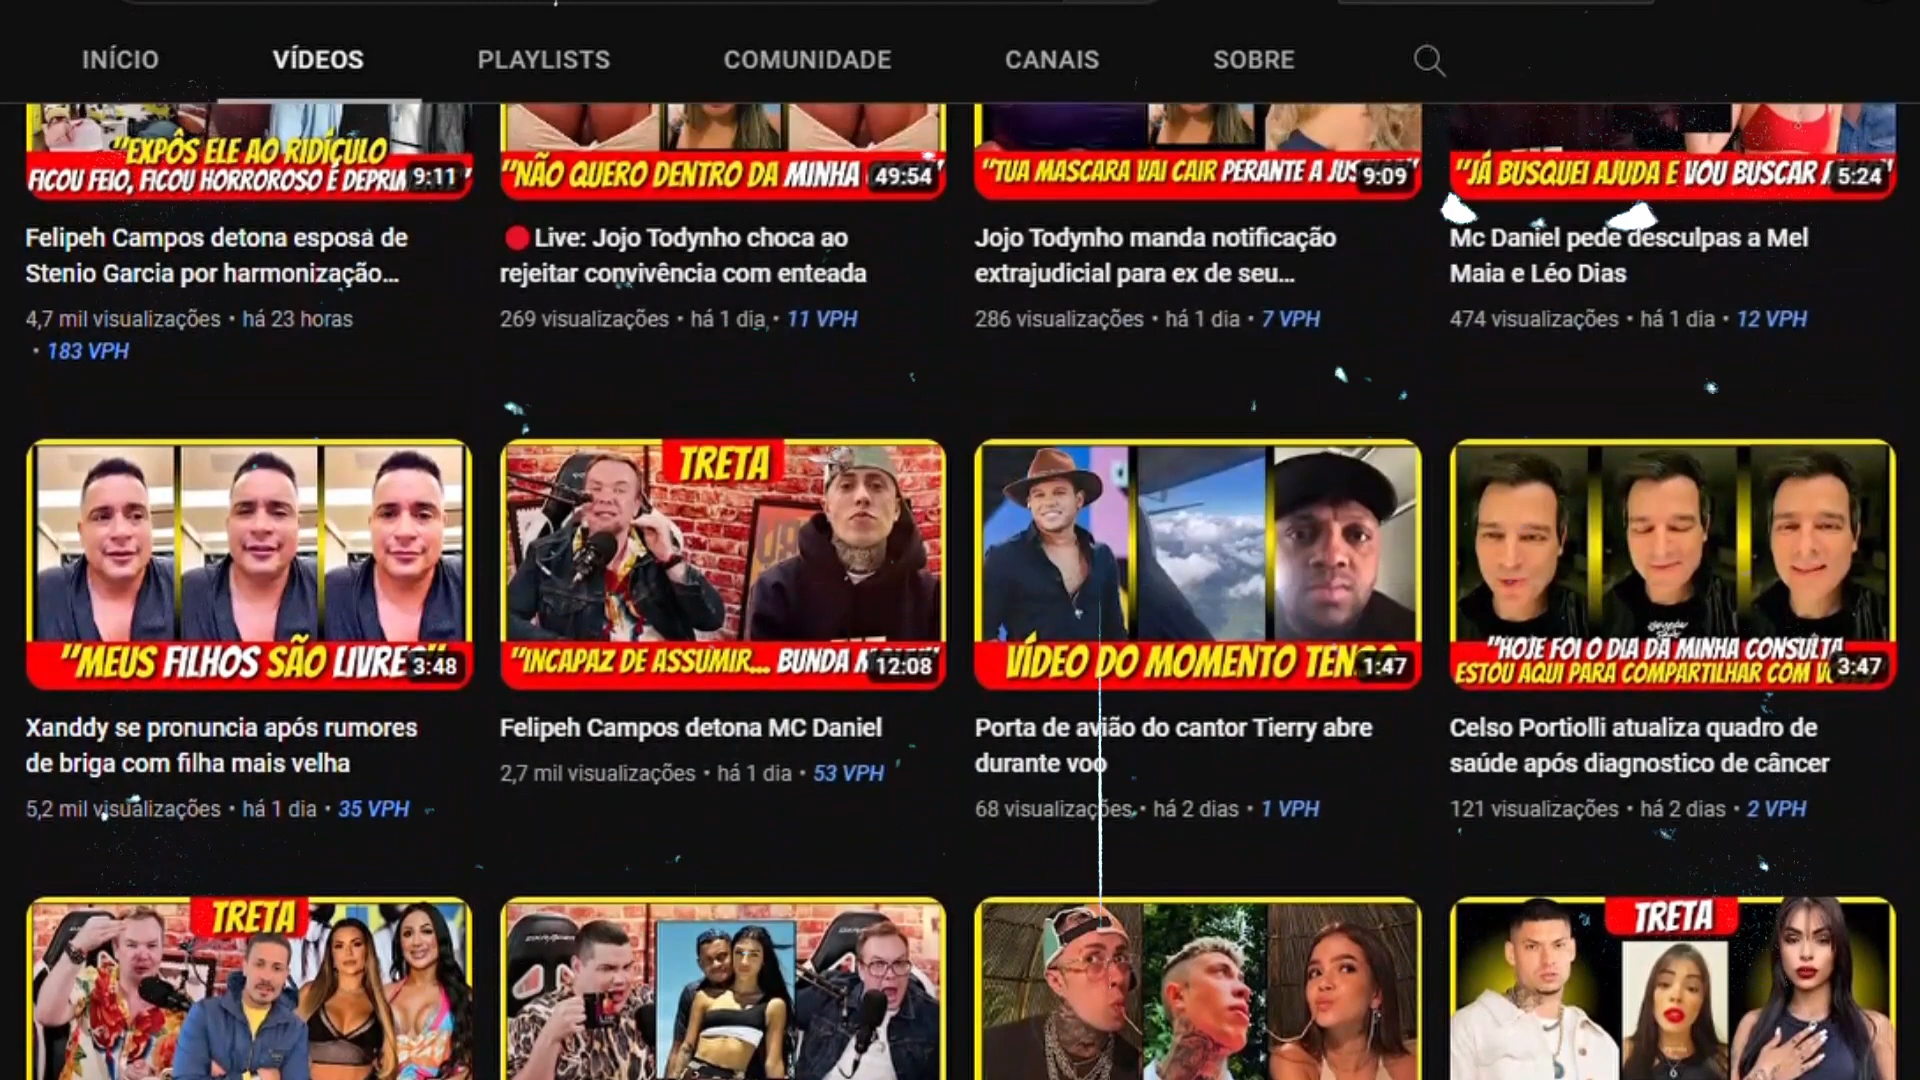 INÍCIO VÍDEOS PLAYLISTS COMUNIDADE CANAIS SOBRE
"EXPÔS ELE AO RIDÍCULO
FICOU FEIO, FICOU HORROROSO E 9:11
"NÃO QUERO DENTRO DA MINHA 49:54
"TUA MASCARA VAI CAIR PERANTE A 9:09
"JÁ BUSQUEI AJUDA E VOU BUSCAR 5:24
Felipeh Campos detona esposa de
Stenio Garcia por harmonização...
4,7 mil visualizações • há 23 horas
• 183 VPH
Live: Jojo Todynho choca ao
rejeitar convivência com enteada
269 visualizações • há 1 dia • 11 VPH
Jojo Todynho manda notificação
extrajudicial para ex de seu...
286 visualizações • há 1 dia • 7 VPH
Mc Daniel pede desculpas a Mel
Maia e Léo Dias
474 visualizações • há 1 dia • 12 VPH
"MEUS FILHOS SÃO 3:48
TRETA
"INCAPAZ DE ASSUMIR... BUNDA 12:08
VÍDEO DO MOMENTO 1:47
"HOJE FOI O DIA DA MINHA CONSULTA
ESTOU AQUI PARA COMPARTILHAR COM 3:47
Xanddy se pronuncia após rumores
de briga com filha mais velha
5,2 mil visualizações • há 1 dia • 35 VPH
Felipeh Campos detona MC Daniel
2,7 mil visualizações • há 1 dia • 53 VPH
Porta de avião do cantor Tierry abre
durante voo
68 visualizações • há 2 dias • 1 VPH
Celso Portiolli atualiza quadro de
saúde após diagnostico de câncer
121 visualizações • há 2 dias • 2 VPH
TRETA
TRETA